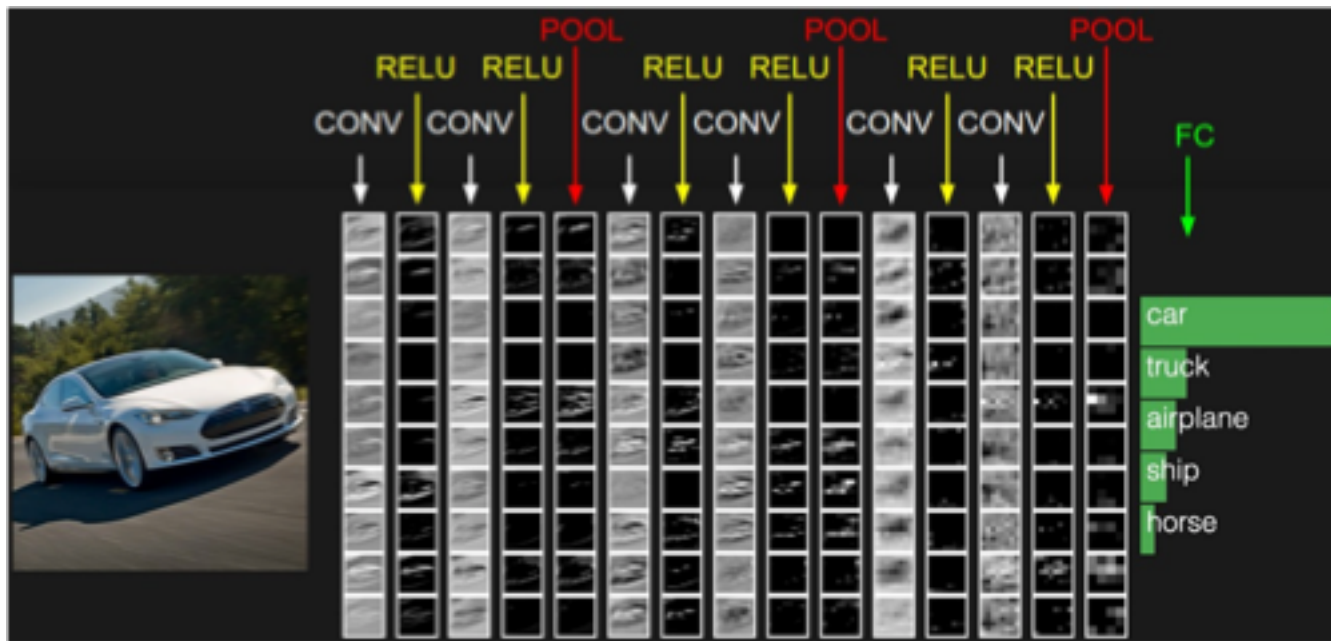 POOL POOL POOL
RELU RELU RELU RELU RELU RELU
CONV CONV CONV CONV CONV CONV
FC
car
truck
airplane
ship
horse